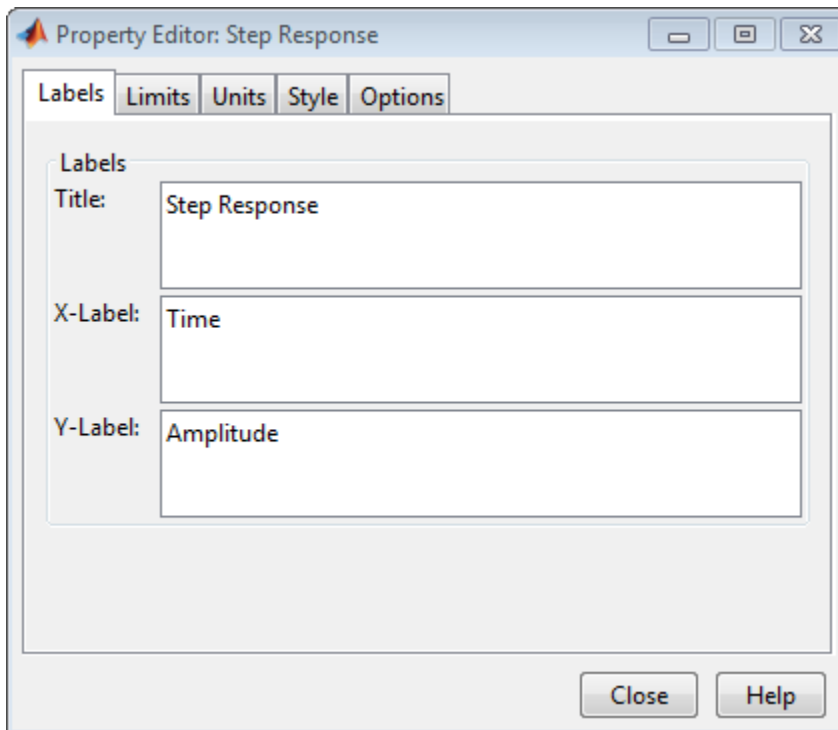 Property Editor: Step Response
Labels Limits Units Style Options
Labels
Title: Step Response
X-Label: Time
Y-Label: Amplitude
Close Help